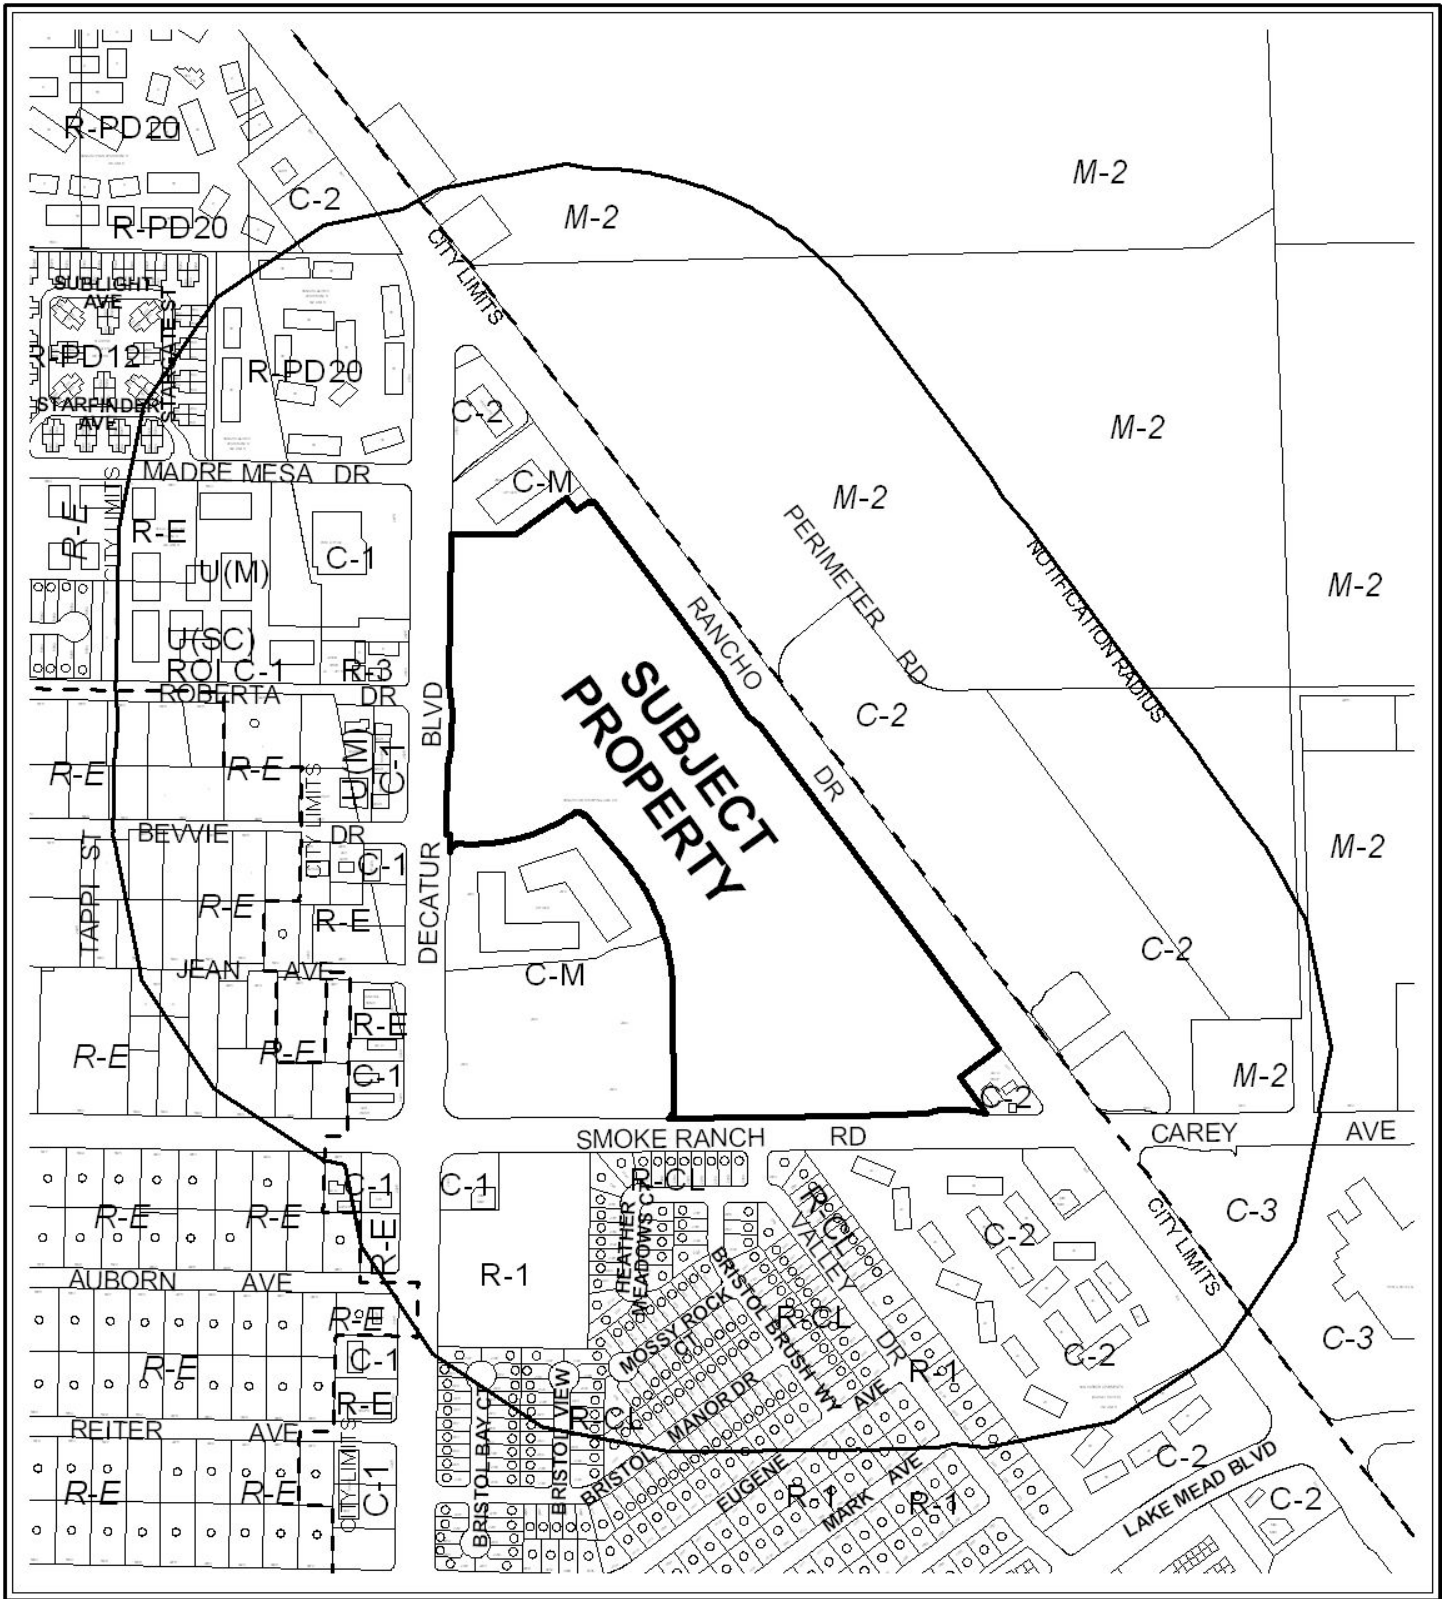 R-PD20
M-2
C-2
M-2
R-PD20
CITY LIMITS
SUBLIGHT
AVE
STARGATE ST
R-PD12
R-PD20
STARFINDER
AVE
C-2
M-2
MADRE MESA DR
C-M
M-2
R-E
CITY LIMITS
R-E
U(M)
C-1
PERIMETER
RD
NOTIFICATION RADIUS
M-2
U(SC)
ROI C-1
R-3
ROBERTA
DR
RANCHO
DR
SUBJECT
PROPERTY
C-2
BLVD
R-E
R-E
CITY LIMITS
U(M)
C-1
BEVVIE
DR
M-2
TAPPI ST
C-1
R-E
R-E
DECATUR
C-2
JEAN
AVE
C-M
R-E
R-E
R-E
C-1
M-2
C-2
SMOKE RANCH
RD
CAREY
AVE
R-E
R-E
C-1
R-E
C-1
R-CL
HEATHER
MEADOWS CT
R-CL
VALLEY
DR
C-2
CITY LIMITS
C-3
AUBORN
AVE
R-1
R-E
BRISTOL BRUSH WY
MOSSY ROCK
CT
R-CL
C-3
R-E
C-1
R-E
C-2
R-1
REITER
AVE
CITY LIMITS
BRISTOL BAY CT
BRISTOL VIEW
R-CL
BRISTOL MANOR DR
EUGENE
AVE
R-E
R-E
C-1
R-1
MARK AVE
R-1
C-2
LAKE MEAD BLVD
C-2